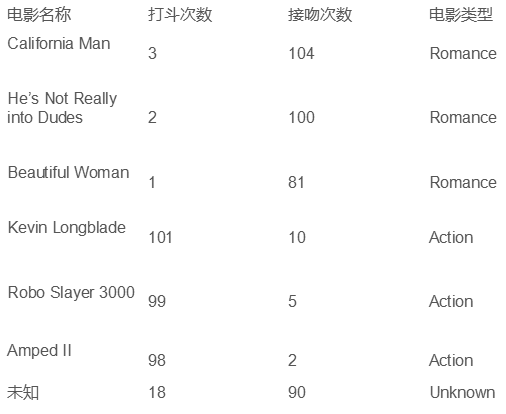 电影名称 打斗次数 接吻次数 电影类型
California Man 3 104 Romance
He's Not Really
into Dudes 2 100 Romance
Beautiful Woman 1 81 Romance
Kevin Longblade 101 10 Action
Robo Slayer 3000 99 5 Action
Amped II 98 2 Action
未知 18 90 Unknown